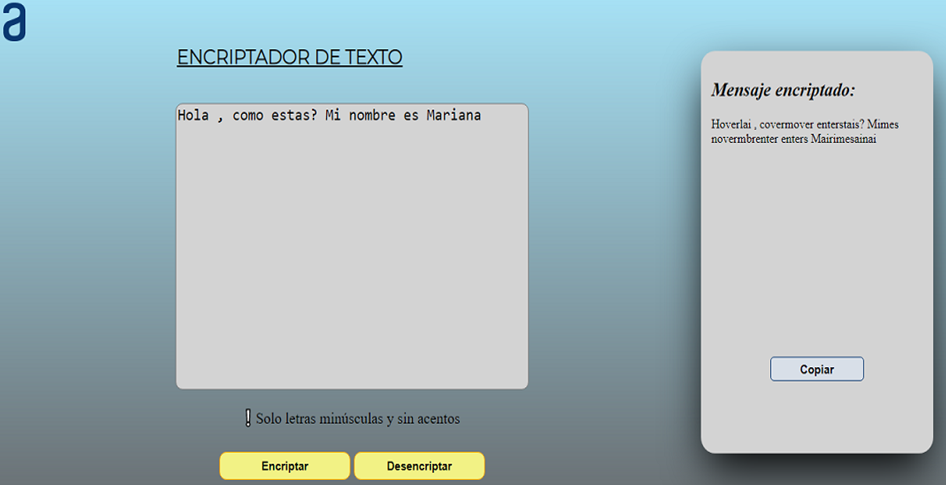 a
ENCRIPTADOR DE TEXTO
Hola , como estas? Mi nombre es Mariana
! Solo letras minúsculas y sin acentos
Encriptar
Desencriptar
Mensaje encriptado:
Hoverlai , covermover enterstais? Mimes
novermbrenter enters Mairimesainai
Copiar